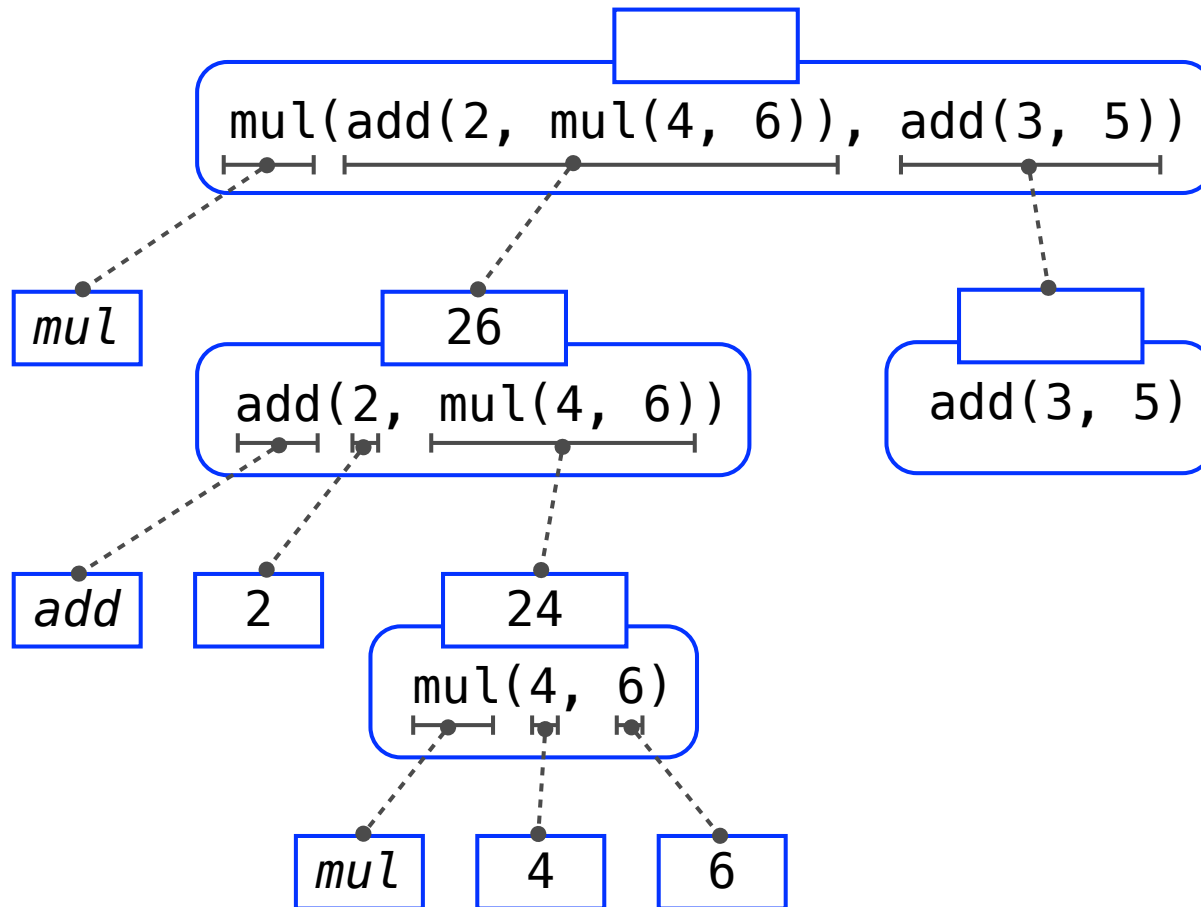 mul(add(2, mul(4, 6)), add(3, 5))
mul
26
add(2, mul(4, 6))
add(3, 5)
add
2
24
mul(4, 6)
mul
4
6